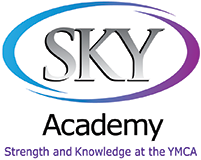 SKY
Academy
Strength and Knowledge at the YMCA